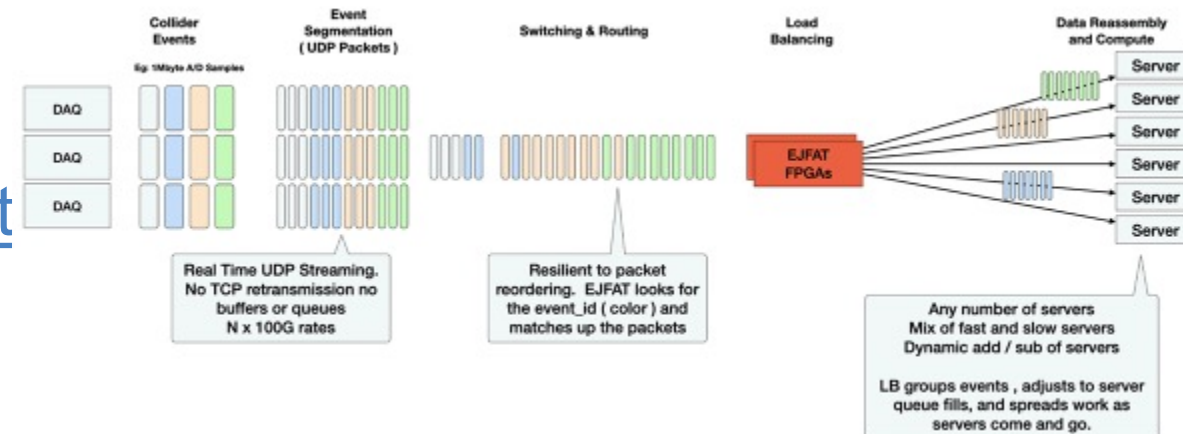 Collider
Events
Eg: 1Mbyte A/D Samples
Event
Segmentation
( UDP Packets )
Switching & Routing
Load
Balancing
Data Reassembly
and Compute
DAQ
DAQ
DAQ
t
EJFAT
FPGAs
Server
Server
Server
Server
Server
Server
Real Time UDP Streaming.
No TCP retransmission no
buffers or queues
N x 100G rates
Resilient to packet
reordering. EJFAT looks for
the event_id ( color ) and
matches up the packets
Any number of servers
Mix of fast and slow servers
Dynamic add / sub of servers
LB groups events , adjusts to server
queue fills, and spreads work as
servers come and go.